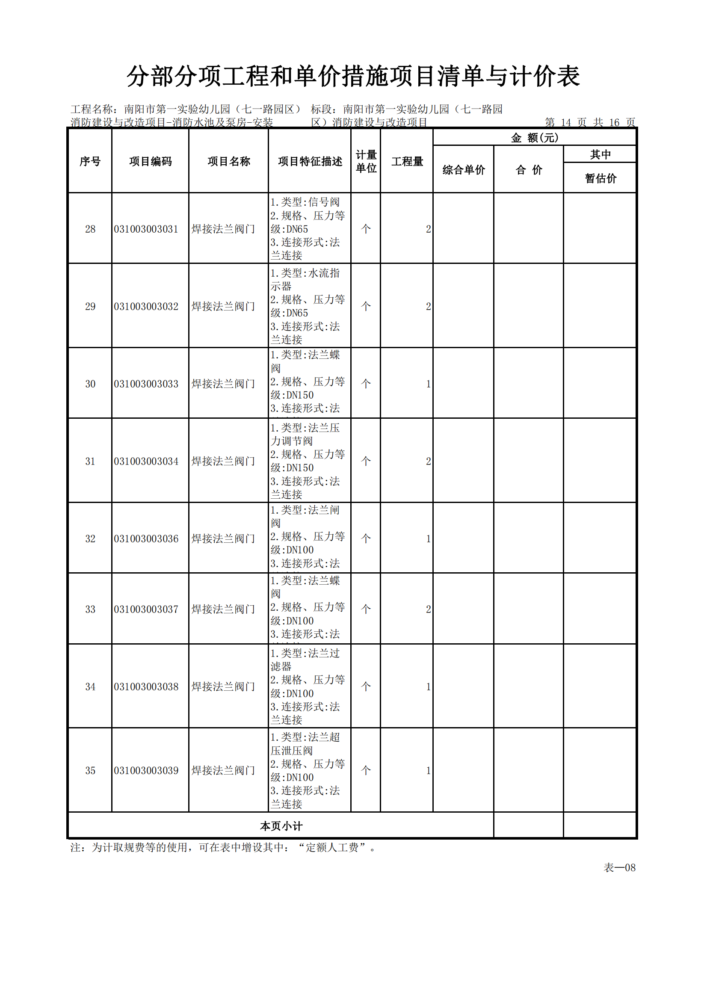 分部分项工程和单价措施项目清单与计价表
工程名称：南阳市第一实验幼儿园（七一路园区）
消防建设与改造项目-消防水池及泵房-安装
标段：南阳市第一实验幼儿园（七一路园
区）消防建设与改造项目
第 14 页 共 16 页
序号 项目编码 项目名称 项目特征描述 计量单位 工程量 金 额(元)
综合单价 合 价 其中
暂估价
28 031003003031 焊接法兰阀门
1.类型:信号阀
2.规格、压力等
级:DN65
3.连接形式:法
兰连接
个 2
29 031003003032 焊接法兰阀门
1.类型:水流指
示器
2.规格、压力等
级:DN65
3.连接形式:法
兰连接
个 2
30 031003003033 焊接法兰阀门
1.类型:法兰蝶
阀
2.规格、压力等
级:DN150
3.连接形式:法
个 1
31 031003003034 焊接法兰阀门
1.类型:法兰压
力调节阀
2.规格、压力等
级:DN150
3.连接形式:法
兰连接
个 2
32 031003003036 焊接法兰阀门
1.类型:法兰闸
阀
2.规格、压力等
级:DN100
3.连接形式:法
个 1
33 031003003037 焊接法兰阀门
1.类型:法兰蝶
阀
2.规格、压力等
级:DN100
3.连接形式:法
个 2
34 031003003038 焊接法兰阀门
1.类型:法兰过
滤器
2.规格、压力等
级:DN100
3.连接形式:法
兰连接
个 1
35 031003003039 焊接法兰阀门
1.类型:法兰超
压泄压阀
2.规格、压力等
级:DN100
3.连接形式:法
兰连接
个 1
本页小计
注：为计取规费等的使用，可在表中增设其中：“定额人工费”。
表—08